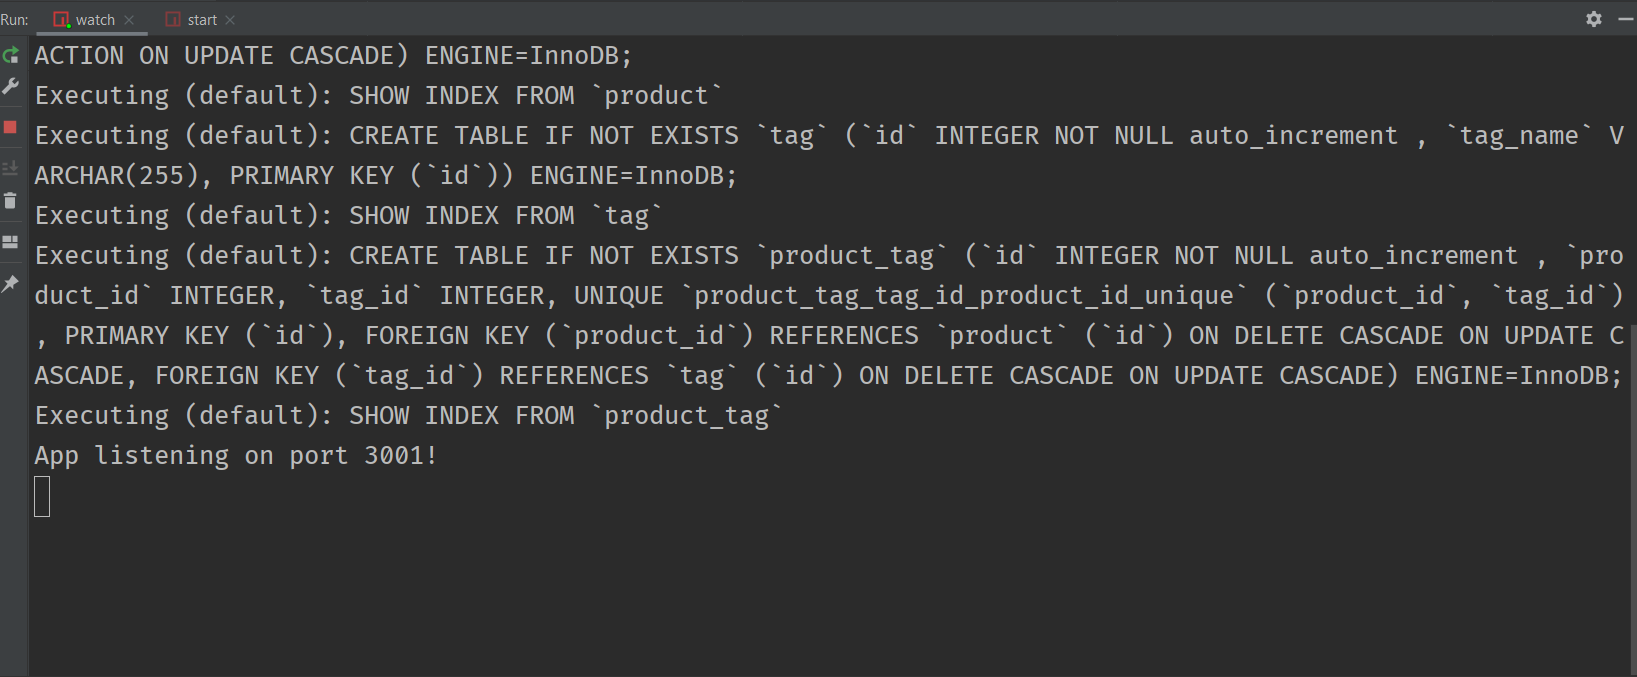 Run: watch start
ACTION ON UPDATE CASCADE) ENGINE=InnoDB;
Executing (default): SHOW INDEX FROM `product`
Executing (default): CREATE TABLE IF NOT EXISTS `tag` (`id` INTEGER NOT NULL auto_increment , `tag_name` V
ARCHAR(255), PRIMARY KEY (`id`)) ENGINE=InnoDB;
Executing (default): SHOW INDEX FROM `tag`
Executing (default): CREATE TABLE IF NOT EXISTS `product_tag` (`id` INTEGER NOT NULL auto_increment , `pro
duct_id` INTEGER, `tag_id` INTEGER, UNIQUE `product_tag_tag_id_product_id_unique` (`product_id`, `tag_id`)
, PRIMARY KEY (`id`), FOREIGN KEY (`product_id`) REFERENCES `product` (`id`) ON DELETE CASCADE ON UPDATE C
ASCADE, FOREIGN KEY (`tag_id`) REFERENCES `tag` (`id`) ON DELETE CASCADE ON UPDATE CASCADE) ENGINE=InnoDB;
Executing (default): SHOW INDEX FROM `product_tag`
App listening on port 3001!